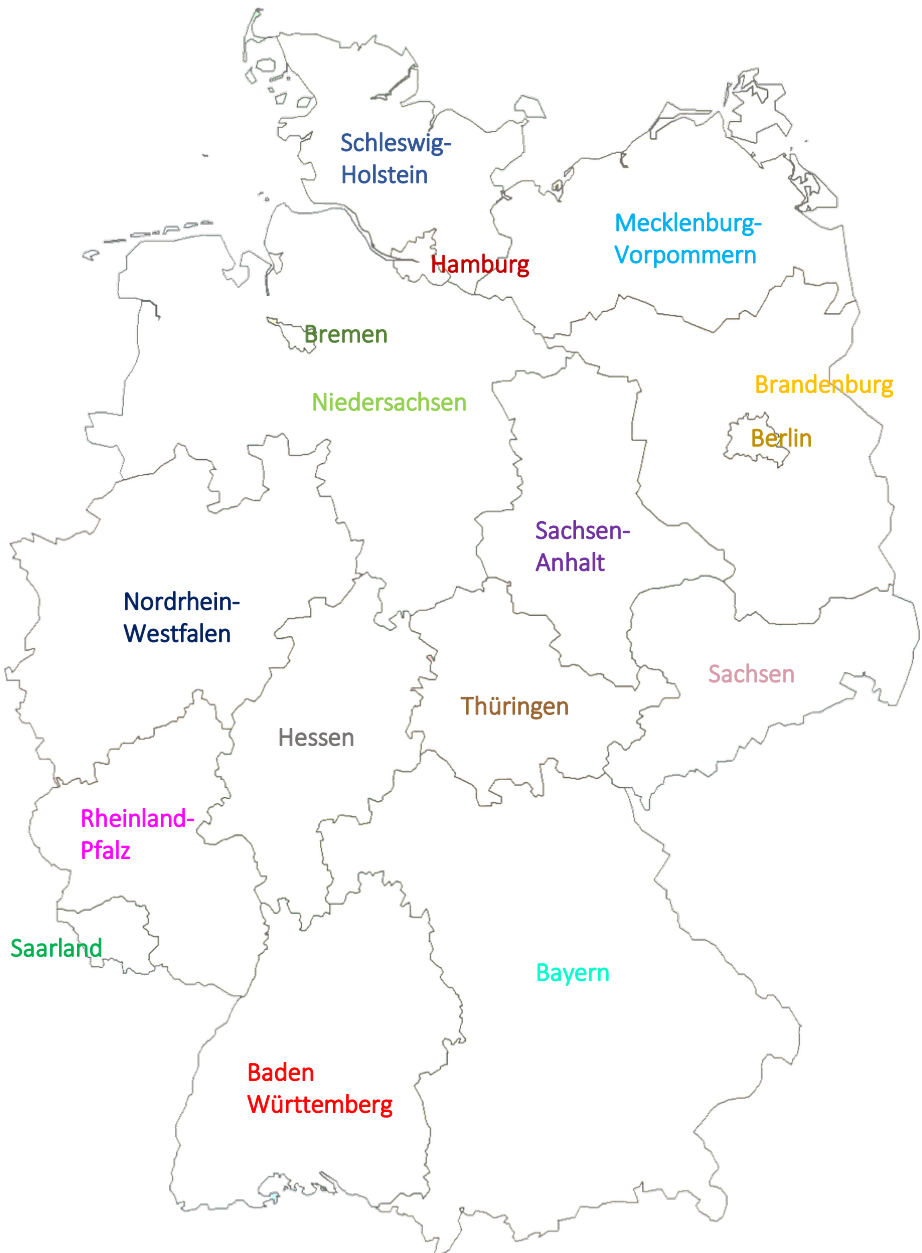 Schleswig-
Holstein
Mecklenburg-
Vorpommern
Hamburg
Bremen
Brandenburg
Niedersachsen
Berlin
Sachsen-
Anhalt
Nordrhein-
Westfalen
Sachsen
Thüringen
Hessen
Rheinland-
Pfalz
Saarland
Bayern
Baden
Württemberg